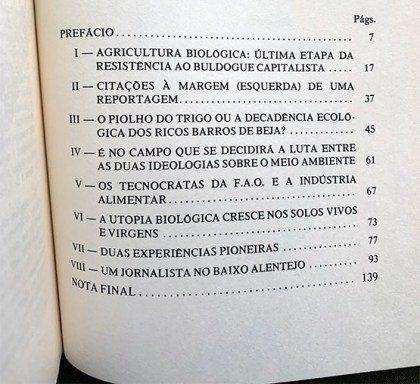 Págs.
PREFÁCIO ........................................ 7
I — AGRICULTURA BIOLÓGICA: ÚLTIMA ETAPA DA
RESISTÊNCIA AO BULDOGUE CAPITALISTA ..... 17
II — CITAÇÕES À MARGEM (ESQUERDA) DE UMA
REPORTAGEM .............................. 37
III — O PIOLHO DO TRIGO OU A DECADÊNCIA ECOLÓ-
GICA DOS RICOS BARROS DE BEJA? .......... 45
IV — É NO CAMPO QUE SE DECIDIRÁ A LUTA ENTRE
AS DUAS IDEOLOGIAS SOBRE O MEIO AMBIENTE 61
V — OS TECNOCRATAS DA F.A.O. E A INDÚSTRIA
ALIMENTAR ............................... 67
VI — A UTOPIA BIOLÓGICA CRESCE NOS SOLOS VIVOS
E VIRGENS ............................... 73
VII — DUAS EXPERIÊNCIAS PIONEIRAS ............. 77
VIII — UM JORNALISTA NO BAIXO ALENTEJO ......... 93
NOTA FINAL ..................................... 139